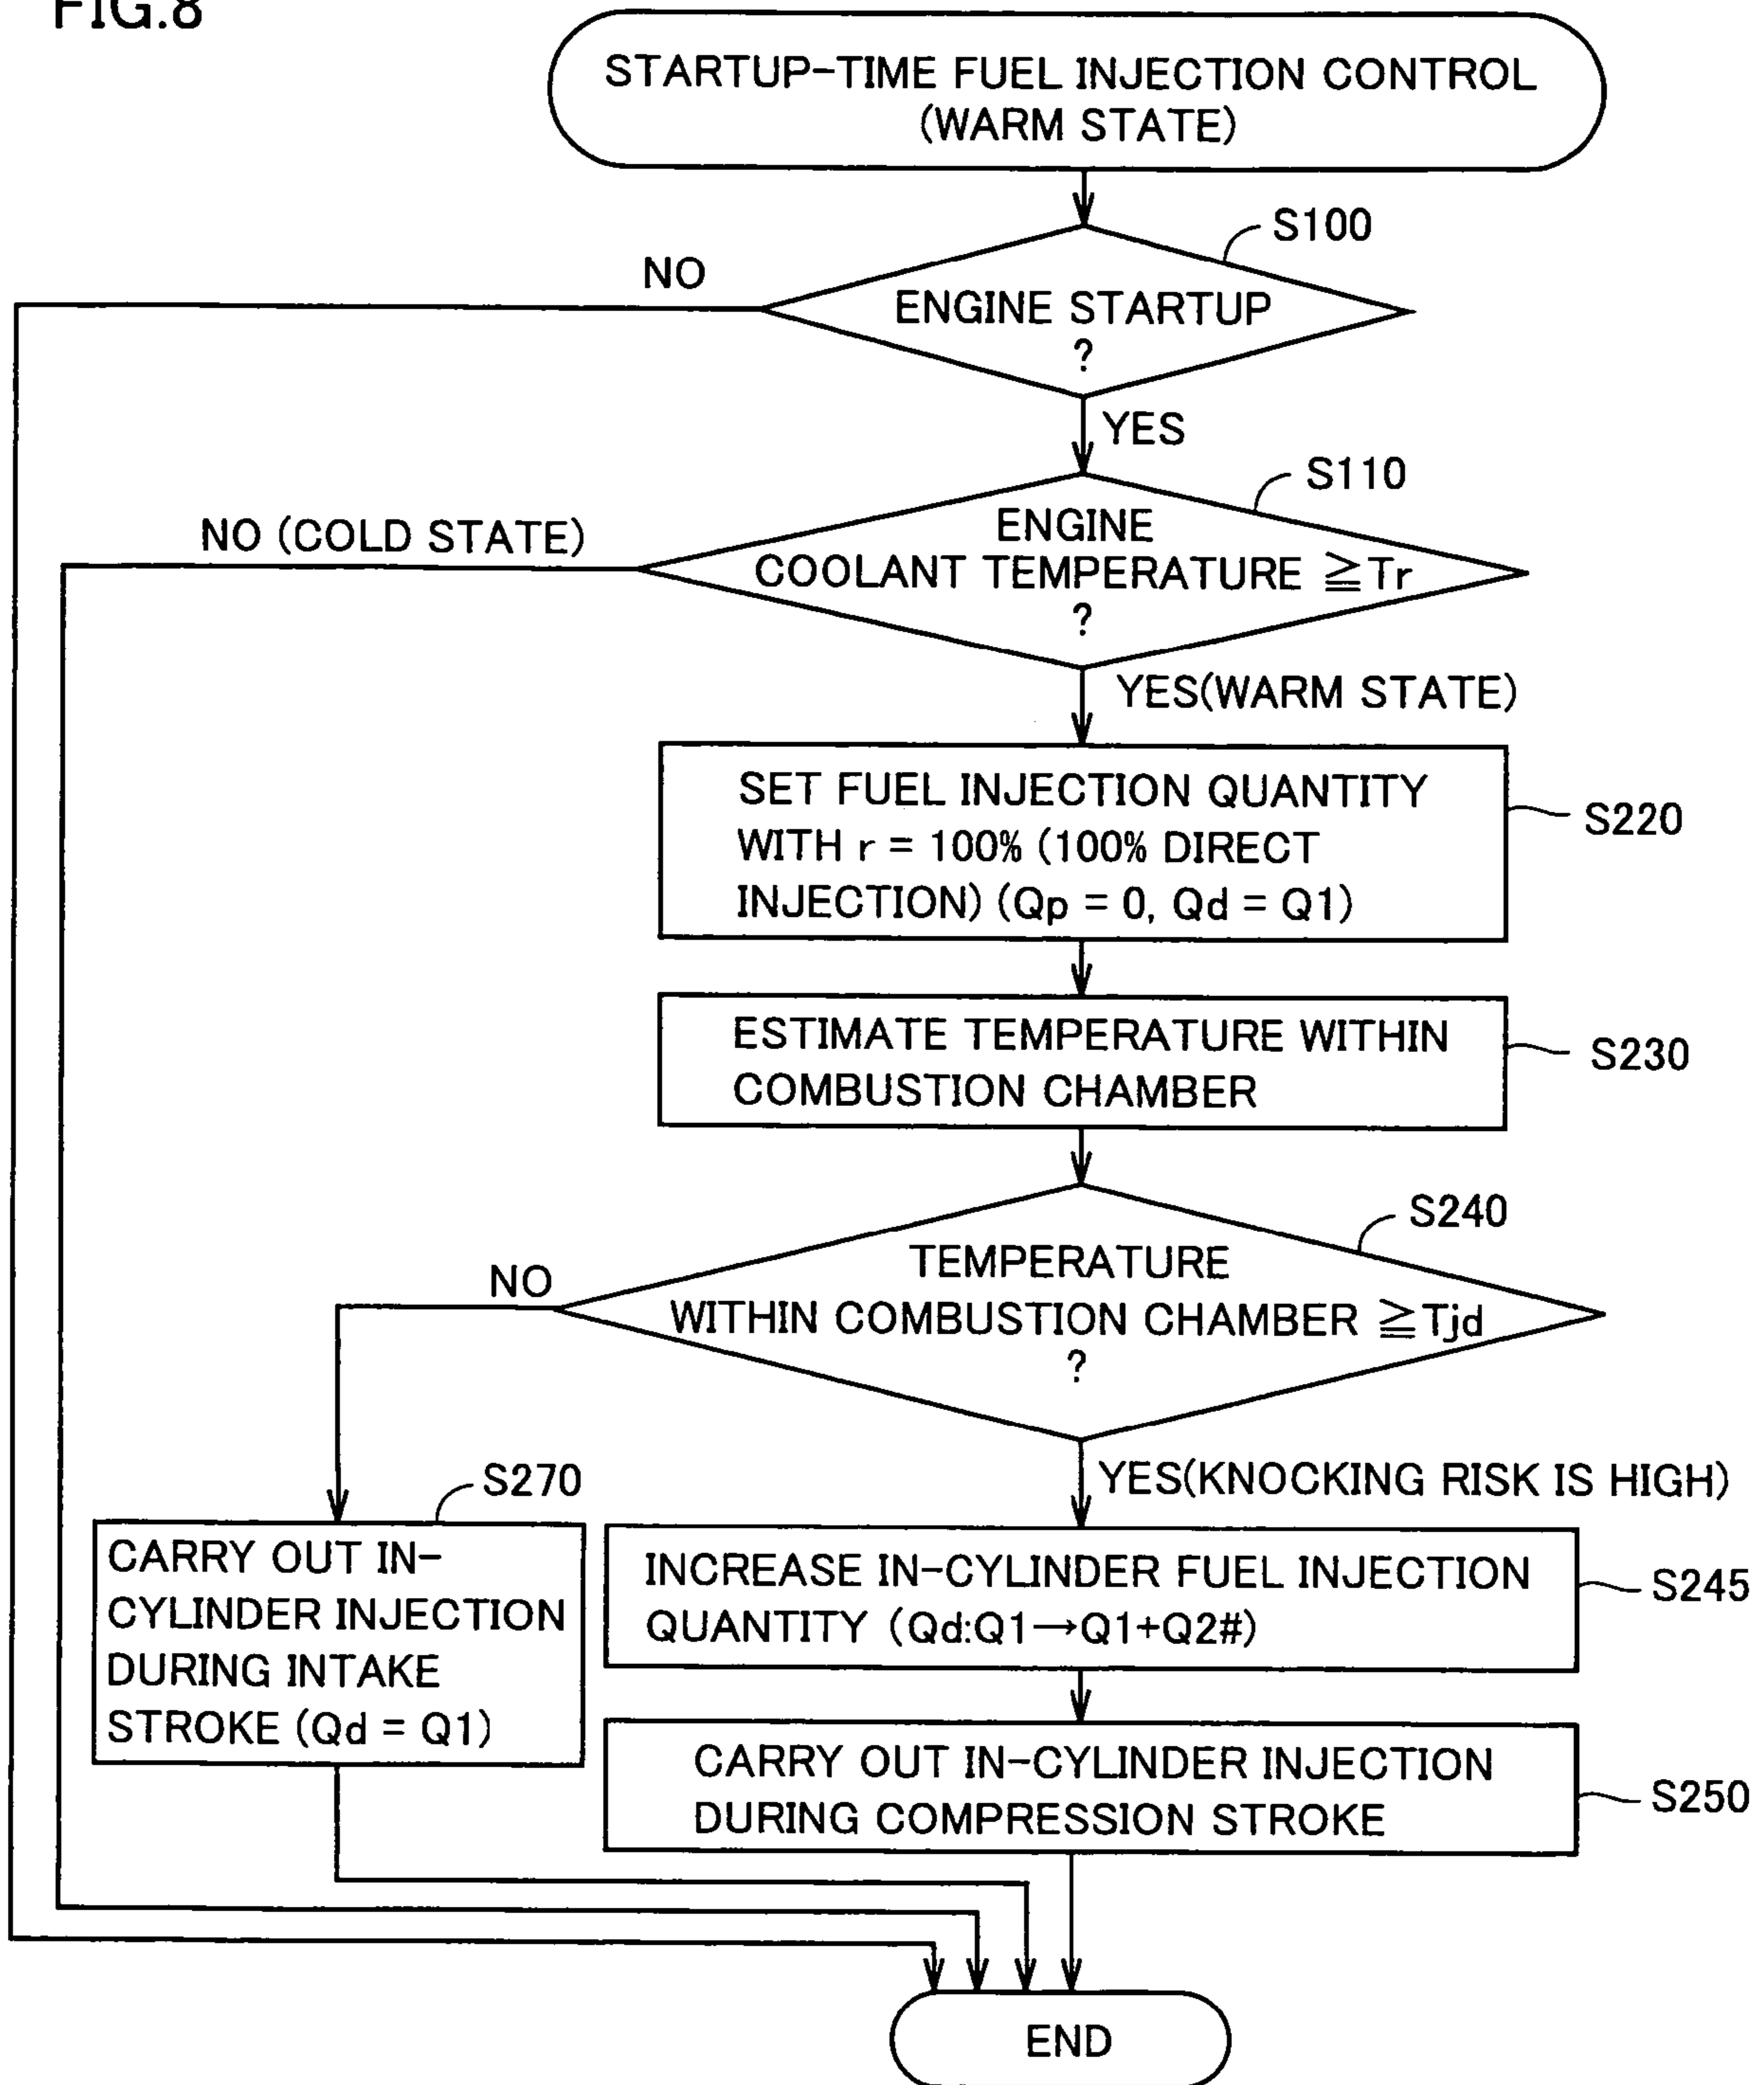 FIG.8
STARTUP-TIME FUEL INJECTION CONTROL
(WARM STATE)
S100
NO
ENGINE STARTUP
?
YES
S110
NO (COLD STATE)
ENGINE
COOLANT TEMPERATURE ≧Tr
?
YES(WARM STATE)
SET FUEL INJECTION QUANTITY
WITH r = 100% (100% DIRECT
INJECTION) (Qp = 0, Qd = Q1)
S220
ESTIMATE TEMPERATURE WITHIN
COMBUSTION CHAMBER
S230
S240
NO
TEMPERATURE
WITHIN COMBUSTION CHAMBER ≧Tjd
?
YES(KNOCKING RISK IS HIGH)
S270
CARRY OUT IN-
CYLINDER INJECTION
DURING INTAKE
STROKE (Qd = Q1)
INCREASE IN-CYLINDER FUEL INJECTION
QUANTITY (Qd:Q1→Q1+Q2#)
S245
CARRY OUT IN-CYLINDER INJECTION
DURING COMPRESSION STROKE
S250
END